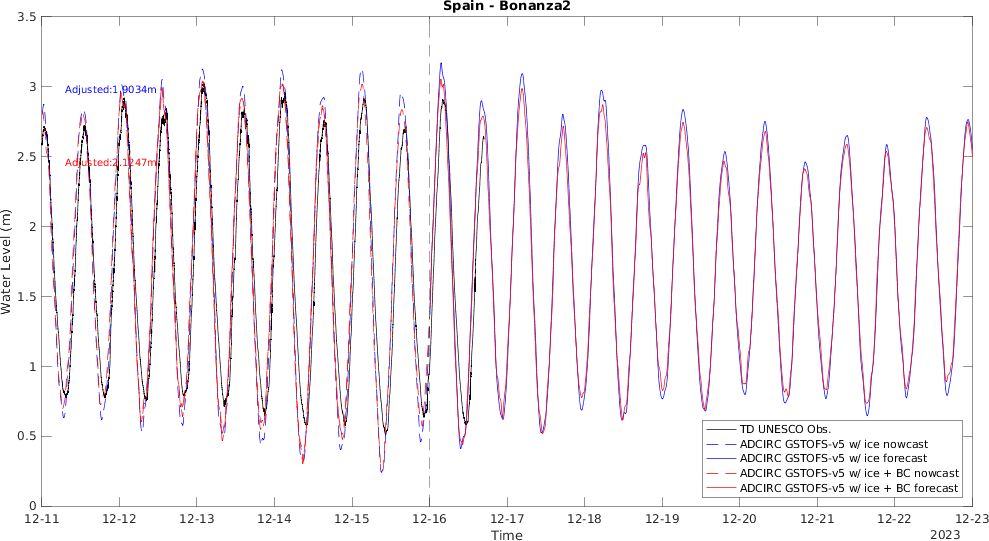 Spain - Bonanza2
3.5
3
2.5
2
1.5
1
0.5
0
Water Level (m)
Adjusted:1.9034m
Adjusted:2.1247m
TD UNESCO Obs.
ADCIRC GSTOFS-v5 w/ ice nowcast
ADCIRC GSTOFS-v5 w/ ice forecast
ADCIRC GSTOFS-v5 w/ ice + BC nowcast
ADCIRC GSTOFS-v5 w/ ice + BC forecast
12-11 12-12 12-13 12-14 12-15 12-16 12-17 12-18 12-19 12-20 12-21 12-22 12-23
Time
2023